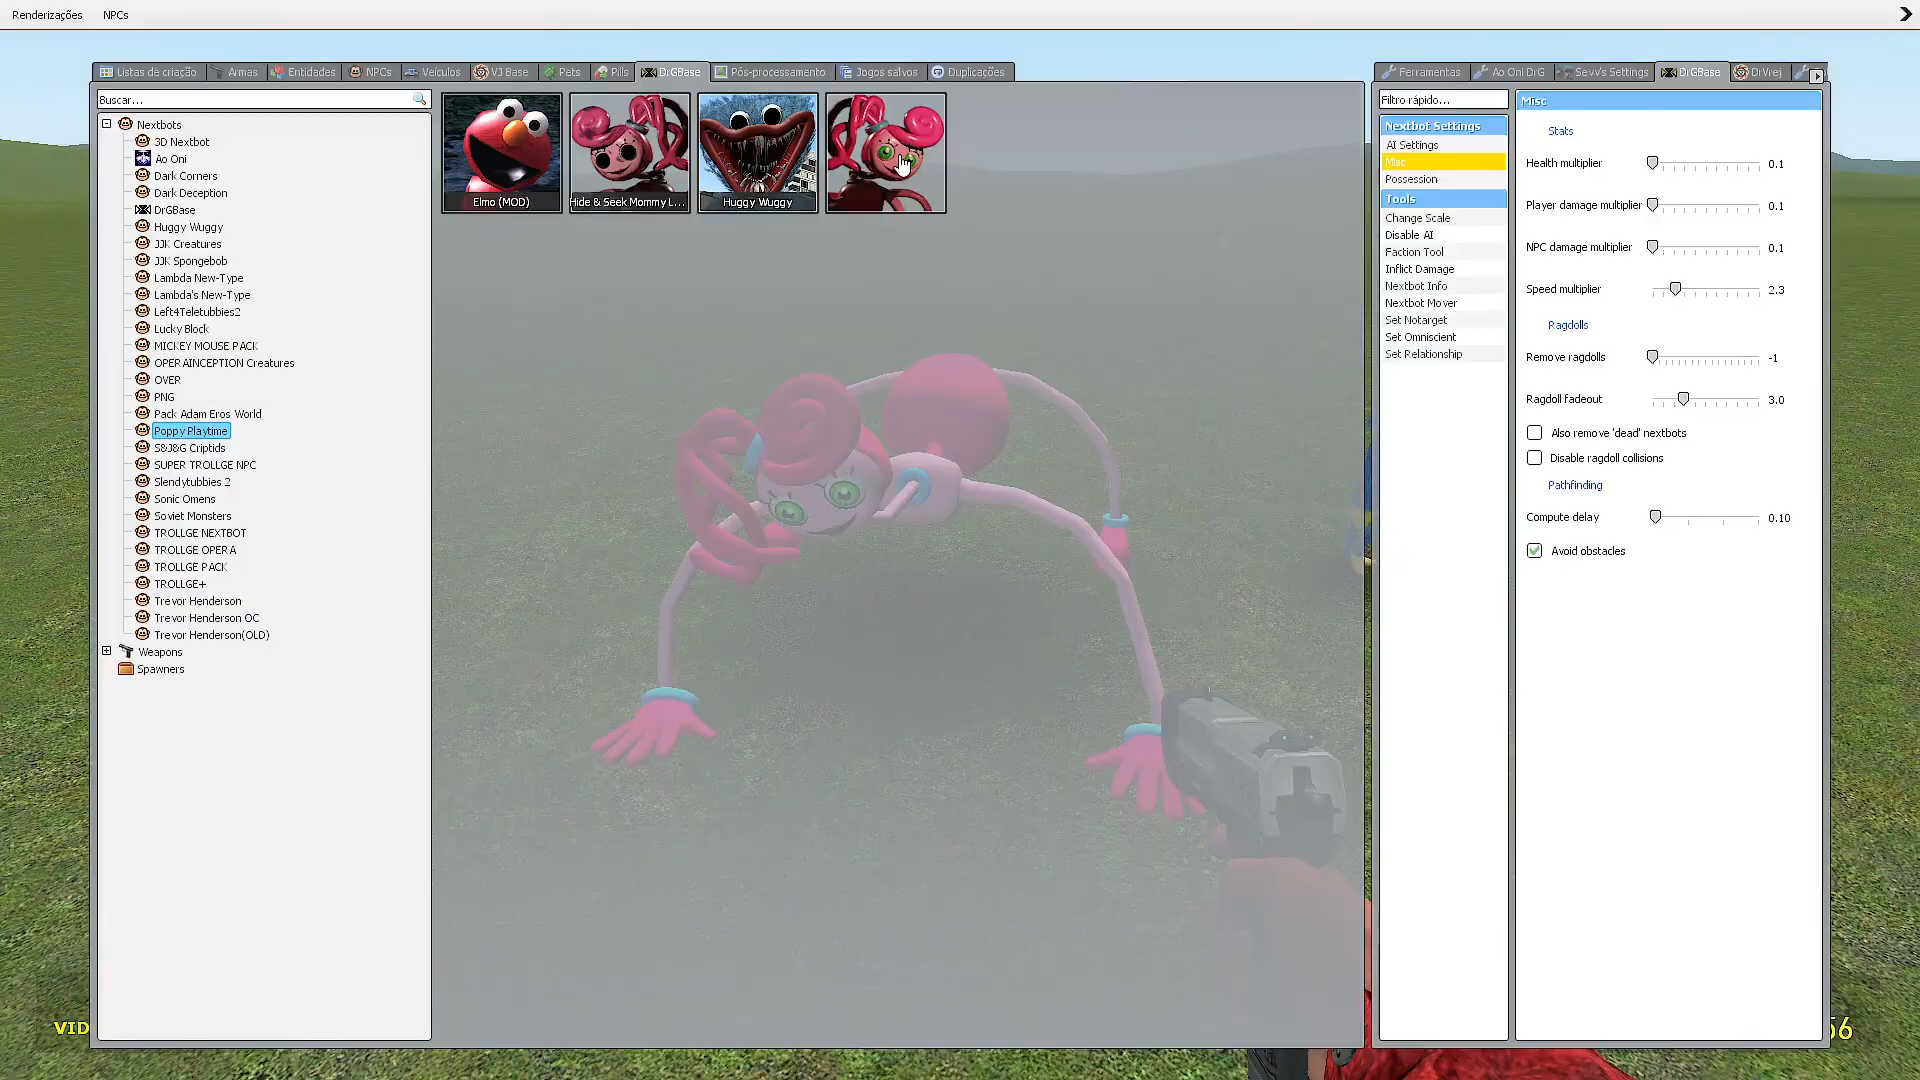 Renderizações NPCs
Listas de criação Armas Entidades NPCs Veículos VJ Base Pets Pills DrGBase Pós-processamento Jogos salvos Duplicações
Ferramentas Ao Oni DrG Sevv's Settings DrGBase DrVrej
Buscar...
Nextbots
3D Nextbot
Ao Oni
Dark Corners
Dark Deception
DrGBase
Huggy Wuggy
JJK Creatures
JJK Spongebob
Lambda New-Type
Lambda's New-Type
Left4Teletubbies2
Lucky Block
MICKEY MOUSE PACK
OPERAINCEPTION Creatures
OVER
PNG
Pack Adam Eros World
Poppy Playtime
S&J&G Criptids
SUPER TROLLGE NPC
Slendytubbies 2
Sonic Omens
Soviet Monsters
TROLLGE NEXTBOT
TROLLGE OPERA
TROLLGE PACK
TROLLGE+
Trevor Henderson
Trevor Henderson OC
Trevor Henderson(OLD)
Weapons
Spawners
Elmo (MOD)
Hide & Seek Mommy L...
Huggy Wuggy
Filtro rápido...
Nextbot Settings
AI Settings
Misc
Possession
Tools
Change Scale
Disable AI
Faction Tool
Inflict Damage
Nextbot Info
Nextbot Mover
Set Notarget
Set Omniscient
Set Relationship
Misc
Stats
Health multiplier 0.1
Player damage multiplier 0.1
NPC damage multiplier 0.1
Speed multiplier 2.3
Ragdolls
Remove ragdolls -1
Ragdoll fadeout 3.0
Also remove 'dead' nextbots
Disable ragdoll collisions
Pathfinding
Compute delay 0.10
Avoid obstacles
VID